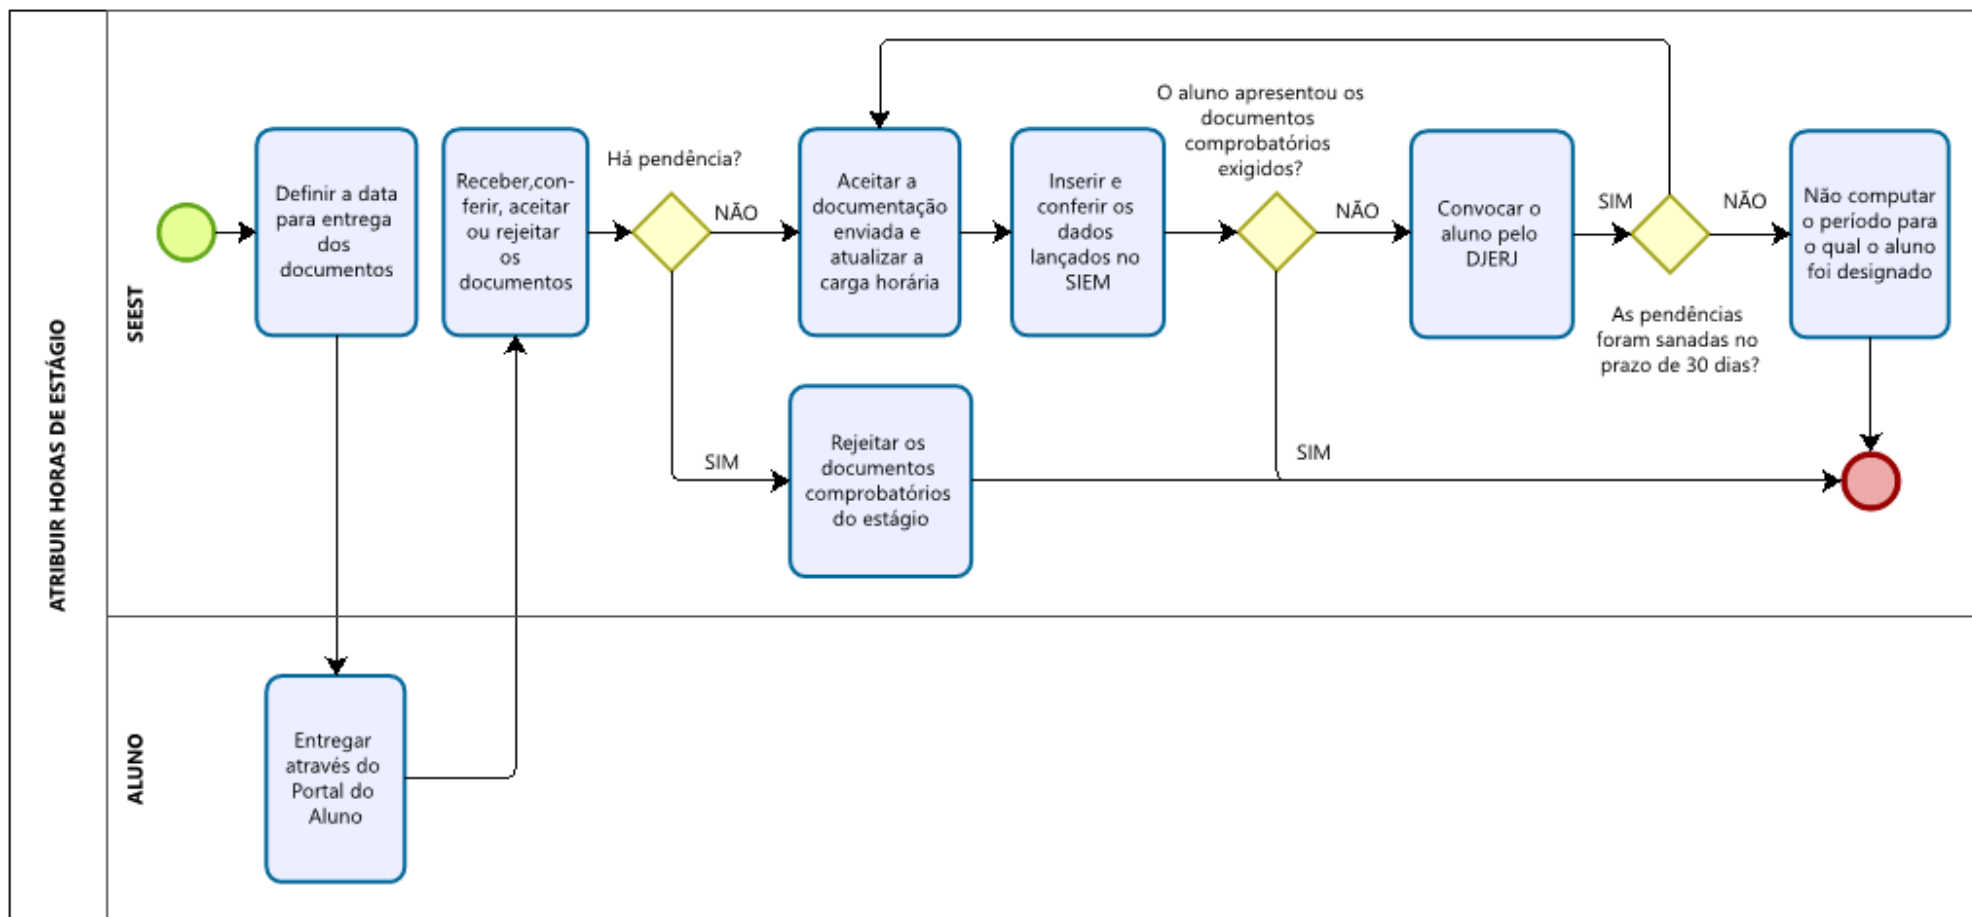 ATRIBUIR HORAS DE ESTÁGIO
SEEST
Definir a data
para entrega
dos
documentos
Receber,con-
ferir, aceitar
ou rejeitar
os
documentos
Há pendência?
NÃO
SIM
Aceitar a
documentação
enviada e
atualizar a
carga horária
Rejeitar os
documentos
comprobatórios
do estágio
Inserir e
conferir os
dados
lançados no
SIEM
O aluno apresentou os
documentos
comprobatórios
exigidos?
NÃO
SIM
Convocar o
aluno pelo
DJERJ
SIM
As pendências
foram sanadas no
prazo de 30 dias?
NÃO
Não computar
o período para
o qual o aluno
foi designado
ALUNO
Entregar
através do
Portal do
Aluno